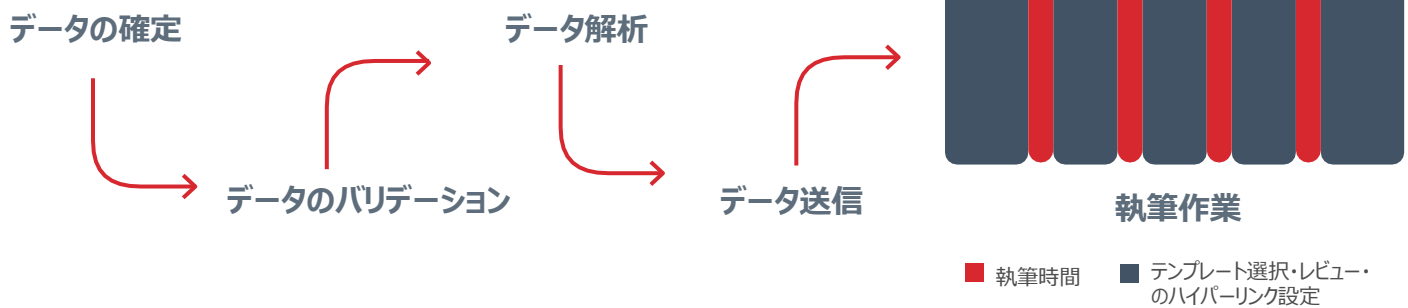 データの確定
データのバリデーション
データ解析
データ送信
執筆作業
執筆時間
テンプレート選択・レビュー・
のハイパーリンク設定